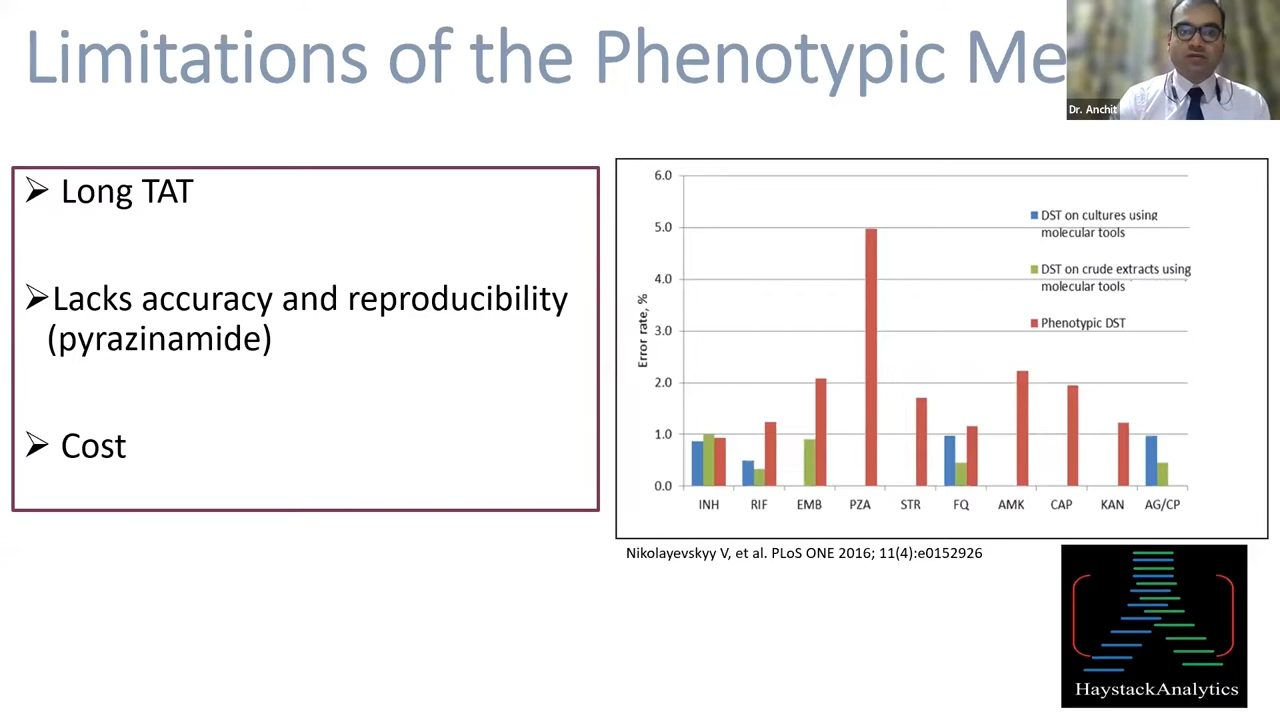 Limitations of the Phenotypic Me
Dr. Anchit
➢ Long TAT
➢Lacks accuracy and reproducibility
(pyrazinamide)
➢ Cost
6.0
5.0
4.0
3.0
2.0
1.0
0.0
Error rate, %
INH RIF EMB PZA STR FQ AMK CAP KAN AG/CP
DST on cultures using
molecular tools
DST on crude extracts using
molecular tools
Phenotypic DST
Nikolayevskyy V, et al. PLoS ONE 2016; 11(4):e0152926
HaystackAnalytics